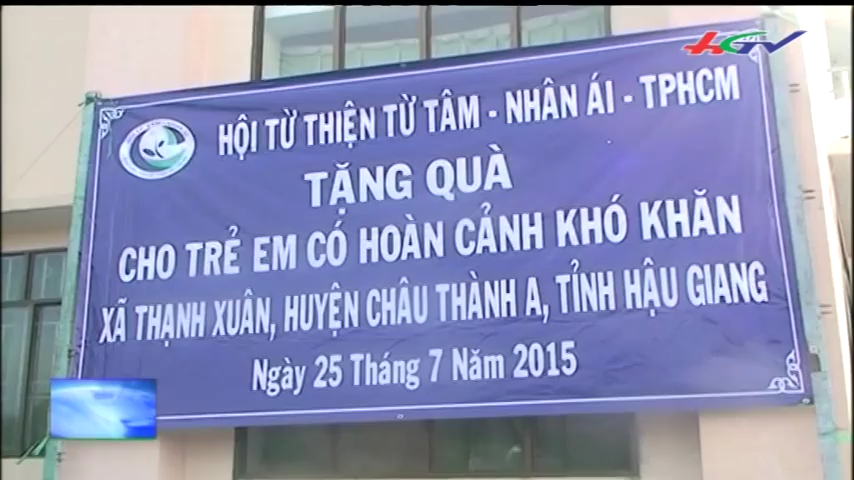 HGTV
HỘI TỪ THIỆN TỪ TÂM - NHÂN ÁI - TPHCM
TẶNG QUÀ
CHO TRẺ EM CÓ HOÀN CẢNH KHÓ KHĂN
XÃ THẠNH XUÂN, HUYỆN CHÂU THÀNH A, TỈNH HẬU GIANG
Ngày 25 Tháng 7 Năm 2015